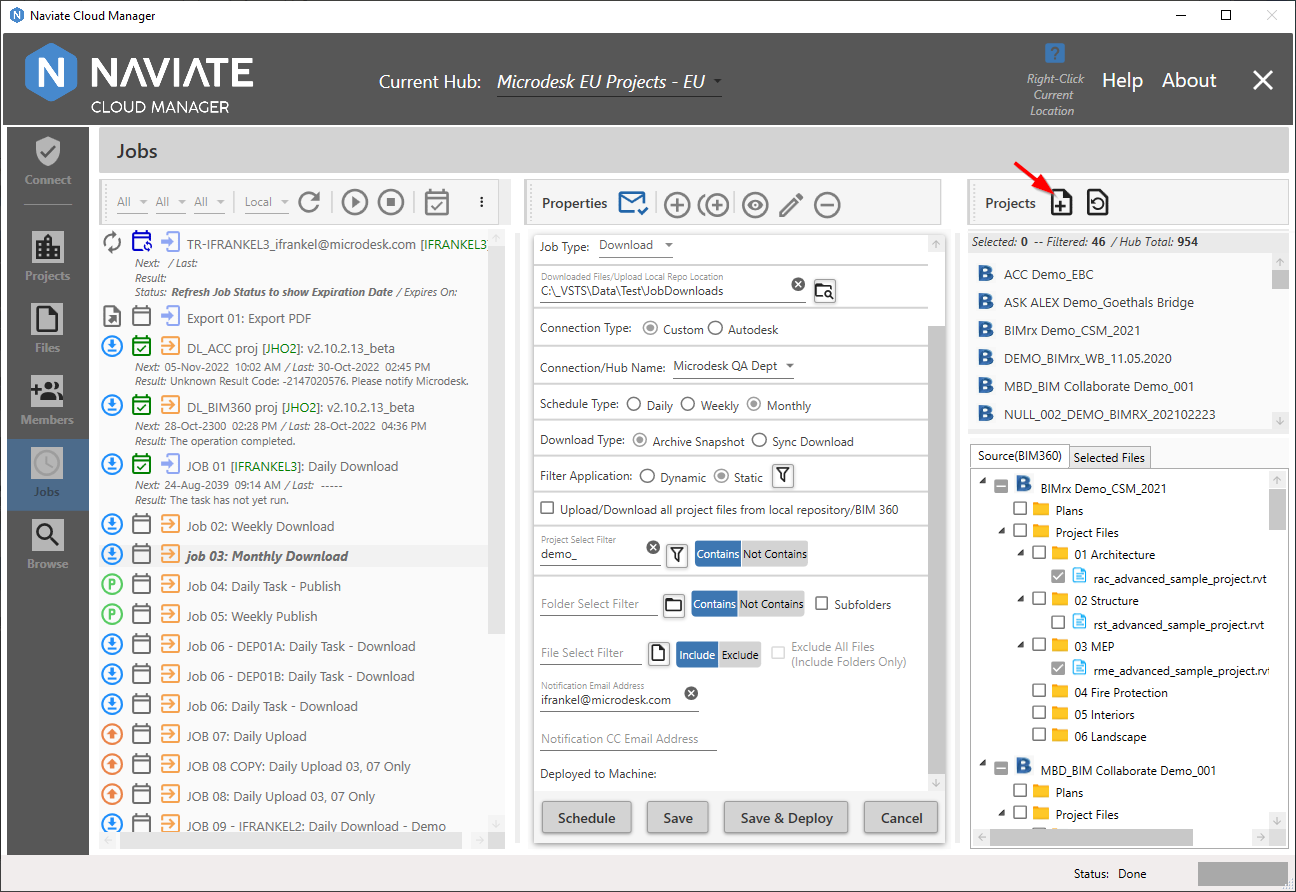 Naviate Cloud Manager
NAVIATE
CLOUD MANAGER
Current Hub: Microdesk EU Projects - EU
?
Right-Click
Current
Location
Help
About
Connect
Projects
Files
Members
Jobs
Browse
Jobs
All All All Local
TR-IFRANKEL3_ifrankel@microdesk.com [IFRANKEL3
Next: / Last:
Result:
Status: Refresh Job Status to show Expiration Date / Expires On:
Export 01: Export PDF
DL_ACC proj [JHO2]: v2.10.2.13_beta
Next: 05-Nov-2022 10:02 AM / Last: 30-Oct-2022 02:45 PM
Result: Unknown Result Code: -2147020576. Please notify Microdesk.
DL_BIM360 proj [JHO2]: v2.10.2.13_beta
Next: 28-Oct-2300 02:28 PM / Last: 28-Oct-2022 04:36 PM
Result: The operation completed.
JOB 01 [IFRANKEL3]: Daily Download
Next: 24-Aug-2039 09:14 AM / Last: -----
Result: The task has not yet run.
Job 02: Weekly Download
job 03: Monthly Download
P Job 04: Daily Task - Publish
P Job 05: Weekly Publish
Job 06 - DEP01A: Daily Task - Download
Job 06 - DEP01B: Daily Task - Download
Job 06: Daily Task - Download
JOB 07: Daily Upload
JOB 08 COPY: Daily Upload 03, 07 Only
JOB 08: Daily Upload 03, 07 Only
JOB 09 - IFRANKEL2: Daily Download - Demo
Properties
Job Type: Download
Downloaded Files/Upload Local Repo Location
C:\_VSTS\Data\Test\JobDownloads
Connection Type: Custom Autodesk
Connection/Hub Name: Microdesk QA Dept
Schedule Type: Daily Weekly Monthly
Download Type: Archive Snapshot Sync Download
Filter Application: Dynamic Static
Upload/Download all project files from local repository/BIM 360
Project Select Filter
demo_ Contains Not Contains
Folder Select Filter Contains Not Contains Subfolders
File Select Filter Include Exclude Exclude All Files
(Include Folders Only)
Notification Email Address
ifrankel@microdesk.com
Notification CC Email Address
Deployed to Machine:
Schedule Save Save & Deploy Cancel
Projects
Selected: 0 -- Filtered: 46 / Hub Total: 954
B ACC Demo_EBC
B ASK ALEX Demo_Goethals Bridge
B BIMrx Demo_CSM_2021
B DEMO_BIMrx_WB_11.05.2020
B MBD_BIM Collaborate Demo_001
B NULL_002_DEMO_BIMRX_202102223
Source(BIM360) Selected Files
B BIMrx Demo_CSM_2021
Plans
Project Files
01 Architecture
rac_advanced_sample_project.rvt
02 Structure
rst_advanced_sample_project.rvt
03 MEP
rme_advanced_sample_project.rvt
04 Fire Protection
05 Interiors
06 Landscape
B MBD_BIM Collaborate Demo_001
Plans
Project Files
Status: Done